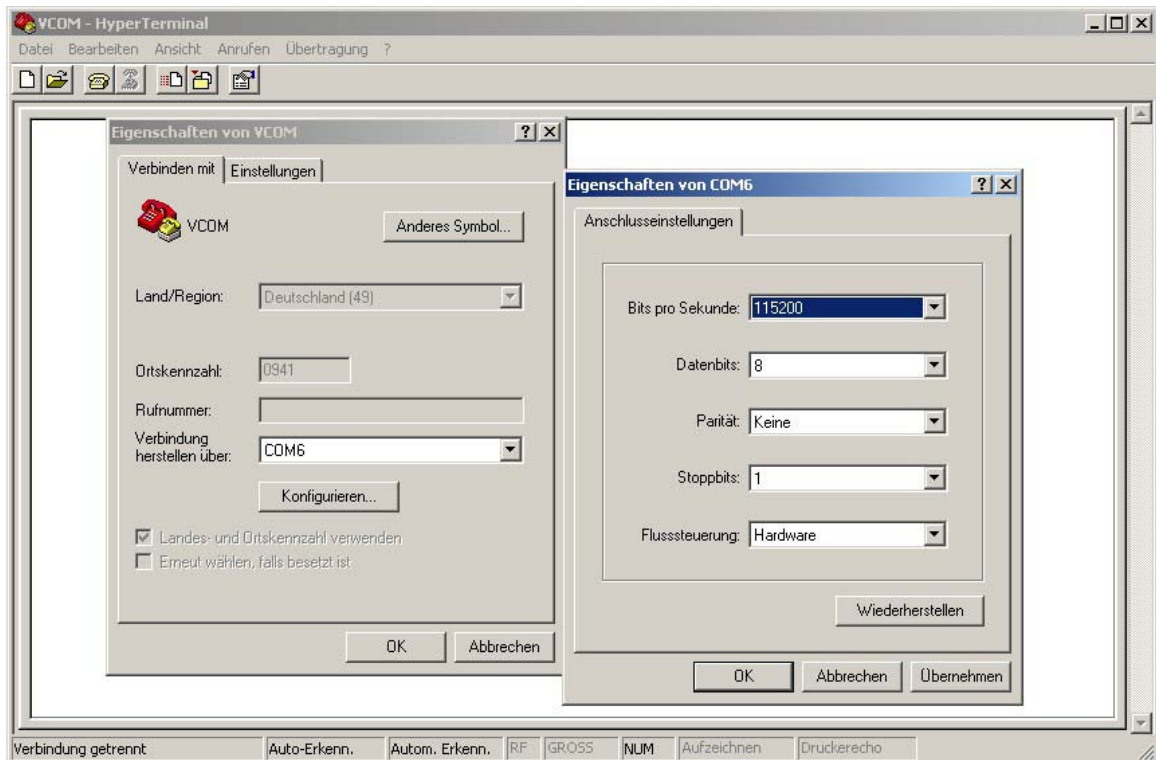 VCOM - HyperTerminal
Datei Bearbeiten Ansicht Anrufen Übertragung ?
Eigenschaften von VCOM
Verbinden mit Einstellungen
VCOM
Anderes Symbol...
Land/Region: Deutschland (49)
Ortskennzahl: 0941
Rufnummer:
Verbindung
herstellen über: COM6
Konfigurieren...
Landes- und Ortskennzahl verwenden
Erneut wählen, falls besetzt ist
OK Abbrechen
Eigenschaften von COM6
Anschlusseinstellungen
Bits pro Sekunde: 115200
Datenbits: 8
Parität: Keine
Stoppbits: 1
Flusssteuerung: Hardware
Wiederherstellen
OK Abbrechen Übernehmen
Verbindung getrennt Auto-Erkenn. Autom. Erkenn. RF GROSS NUM Aufzeichnen Druckerecho